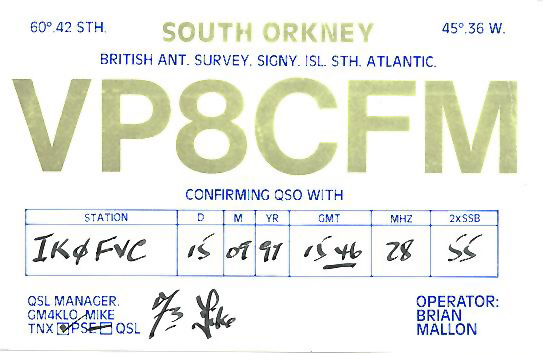 60°.42 STH. SOUTH ORKNEY 45°.36 W.
BRITISH ANT. SURVEY. SIGNY. ISL. STH. ATLANTIC.
VP8CFM
CONFIRMING QSO WITH
STATION D M YR GMT MHZ 2xSSB
IKØFVC 15 09 91 1546 28 55
QSL MANAGER.
GM4KLO, MIKE
TNX PSE QSL
73 Mike
OPERATOR:
BRIAN
MALLON